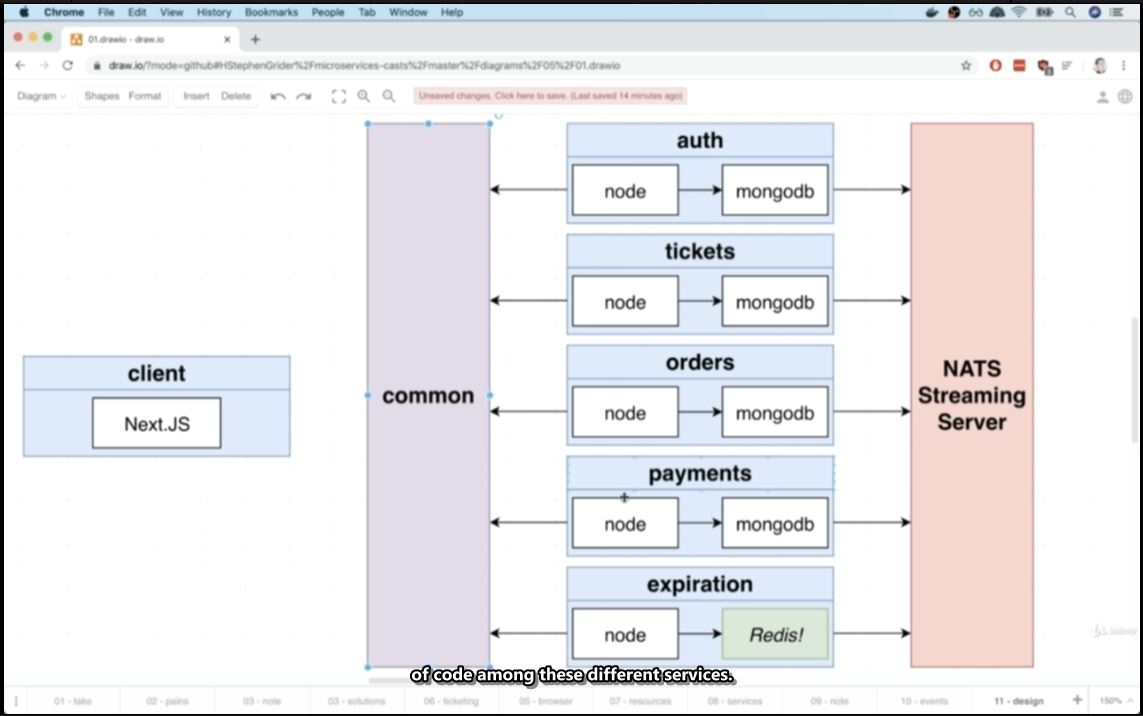 Chrome File Edit View History Bookmarks People Tab Window Help
01.drawio - draw.io
draw.io/?mode=github#HStephenGrider%2Fmicroservices-casts%2Fmaster%2Fdiagrams%2F05%2F01.drawio
Diagram Shapes Format Insert Delete Unsaved changes. Click here to save. (Last saved 14 minutes ago)
client
Next.JS
common
auth
node mongodb
tickets
node mongodb
orders
node mongodb
payments
node mongodb
expiration
node Redis!
NATS
Streaming
Server
of code among these different services.
Udemy
01 - take 02 - pains 03 - note 03 - solutions 06 - ticketing 05 - browser 07 - resources 08 - services 09 - note 10 - events 11 - design 150%